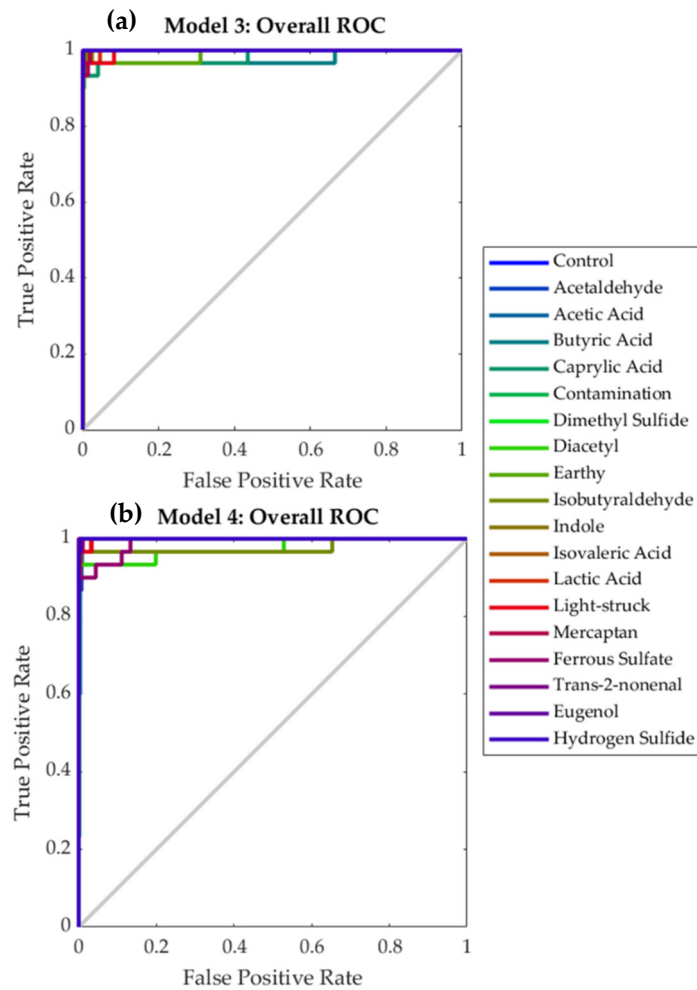 (a)
Model 3: Overall ROC
1
0.8
0.6
0.4
0.2
0
True Positive Rate
0 0.2 0.4 0.6 0.8 1
False Positive Rate
(b)
Model 4: Overall ROC
1
0.8
0.6
0.4
0.2
0
True Positive Rate
0 0.2 0.4 0.6 0.8 1
False Positive Rate
Control
Acetaldehyde
Acetic Acid
Butyric Acid
Caprylic Acid
Contamination
Dimethyl Sulfide
Diacetyl
Earthy
Isobutyraldehyde
Indole
Isovaleric Acid
Lactic Acid
Light-struck
Mercaptan
Ferrous Sulfate
Trans-2-nonenal
Eugenol
Hydrogen Sulfide